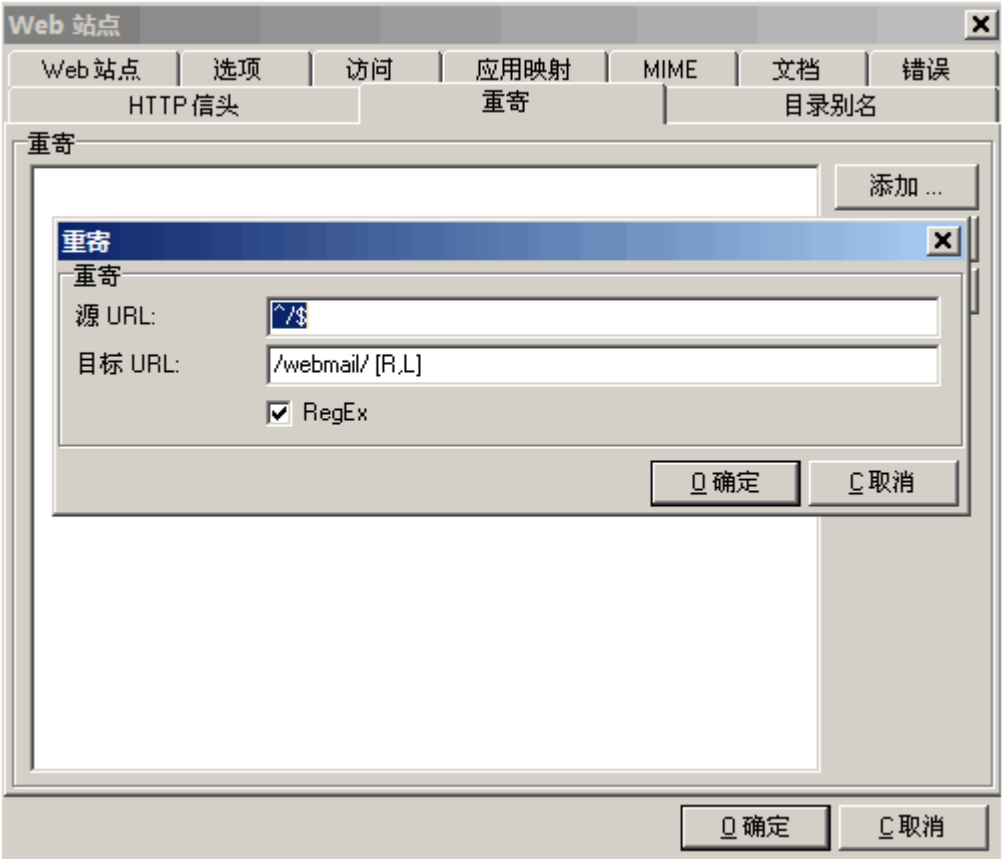 Web 站点
Web 站点 选项 访问 应用映射 MIME 文档 错误
HTTP 信头 重寄 目录别名
重寄
添加 ...
重寄
重寄
源 URL: ^/$
目标 URL: /webmail/ [R,L]
RegEx
O 确定 C 取消
O 确定 C 取消